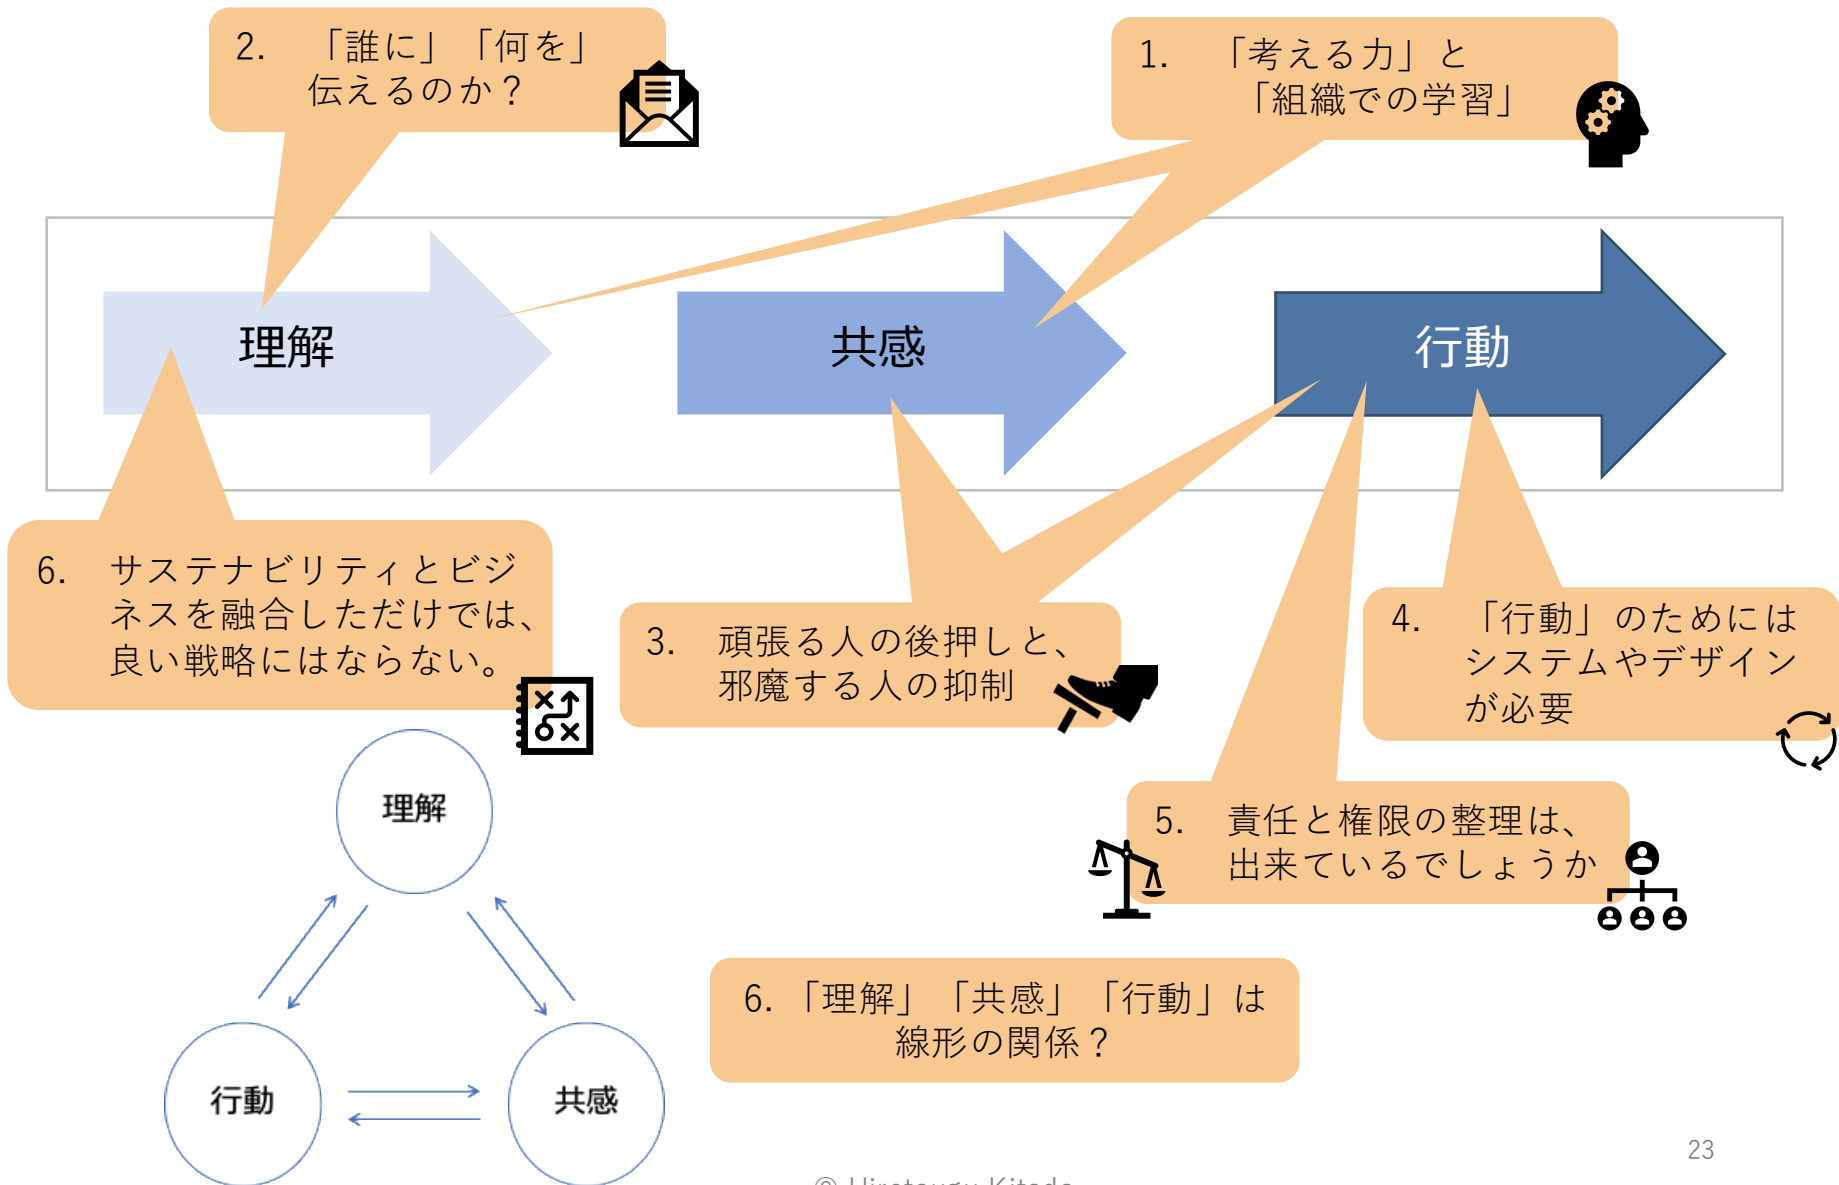 2. 「誰に」「何を」
伝えるのか？
1. 「考える力」と
「組織での学習」
理解
共感
行動
6. サステナビリティとビジ
ネスを融合しただけでは、
良い戦略にはならない。
3. 頑張る人の後押しと、
邪魔する人の抑制
4. 「行動」のためには
システムやデザイン
が必要
5. 責任と権限の整理は、
出来ているでしょうか
理解
行動
共感
6. 「理解」「共感」「行動」は
線形の関係？
23
© Hirotsugu Kitada